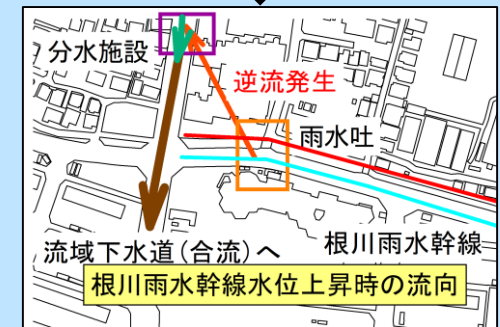 分水施設
逆流発生
雨水吐
根川雨水幹線
流域下水道(合流)へ
根川雨水幹線水位上昇時の流向